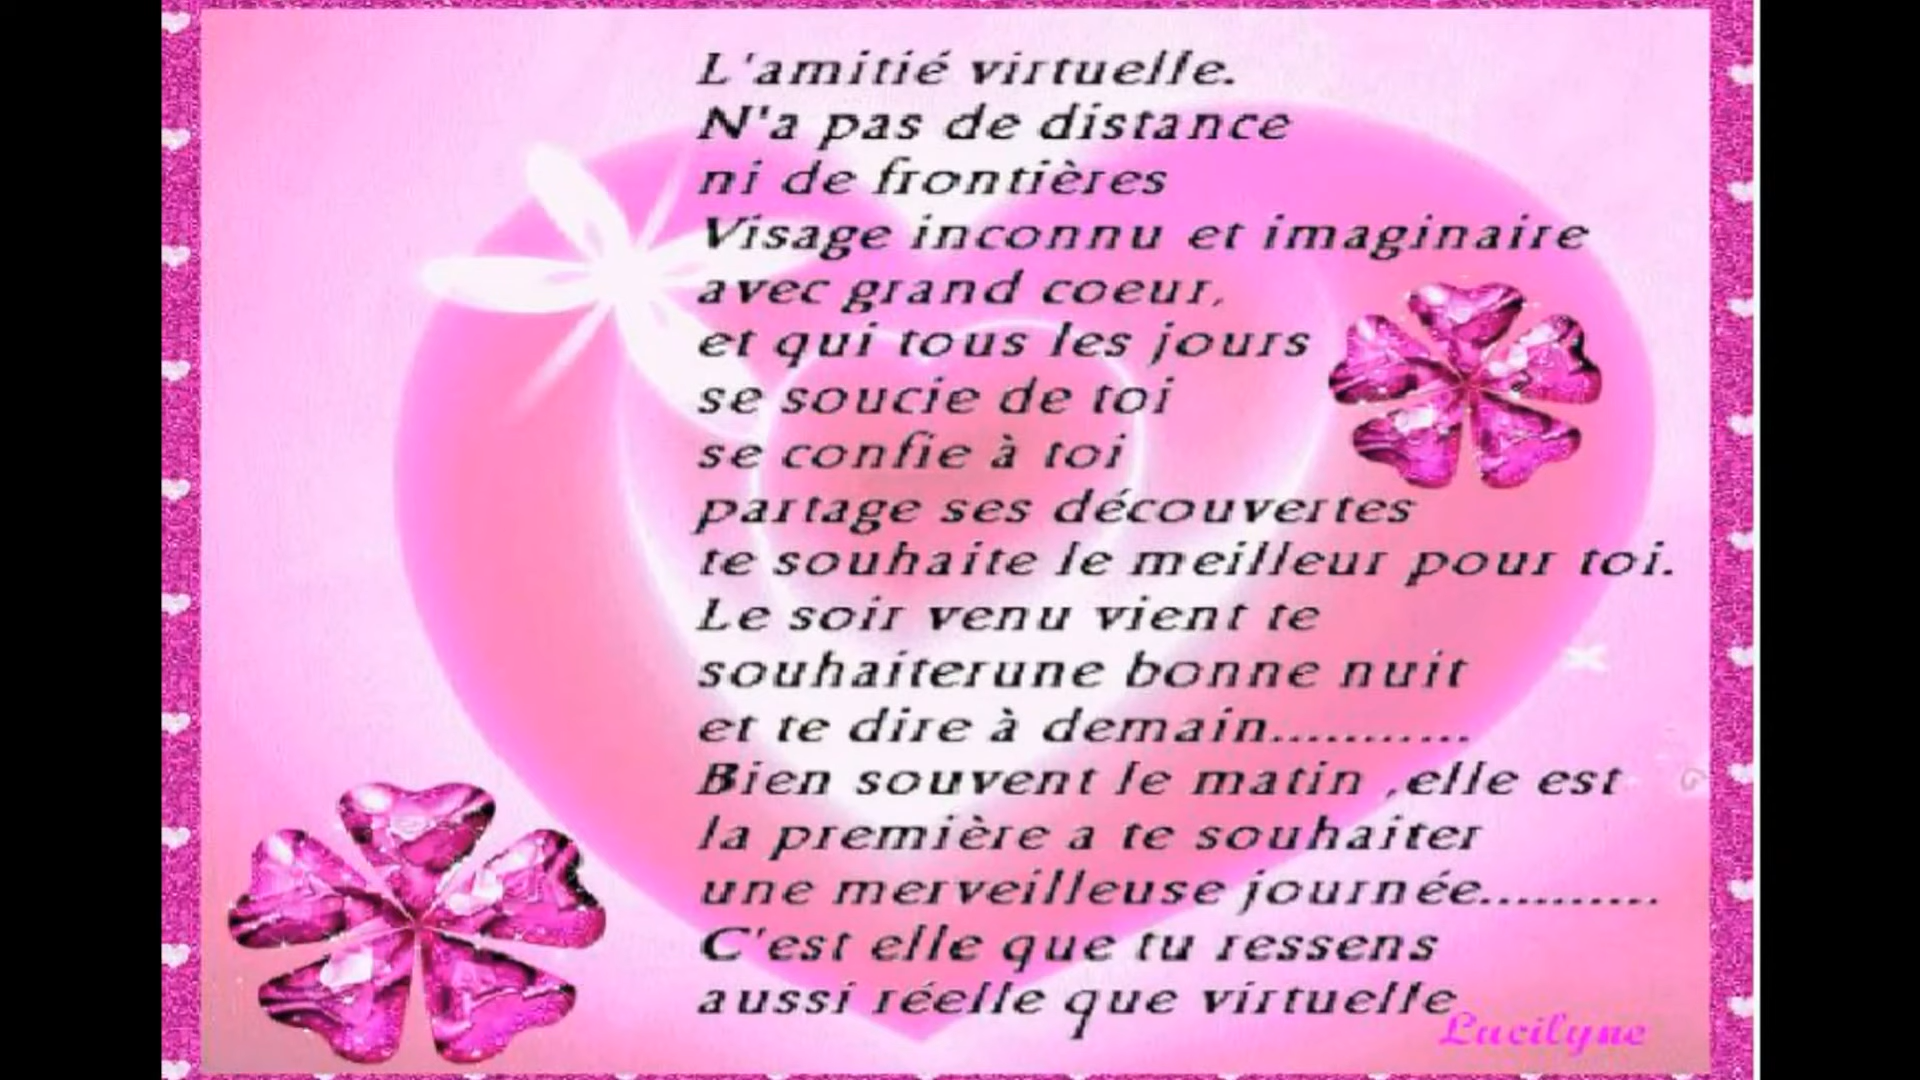 L'amitié virtuelle.
N'a pas de distance
ni de frontières
Visage inconnu et imaginaire
avec grand coeur,
et qui tous les jours
se soucie de toi
se confie à toi
partage ses découvertes
te souhaite le meilleur pour toi.
Le soir venu vient te
souhaiterune bonne nuit
et te dire à demain...........
Bien souvent le matin ,elle est
la première a te souhaiter
une merveilleuse journée..........
C'est elle que tu ressens
aussi réelle que virtuelle
Lucilyne